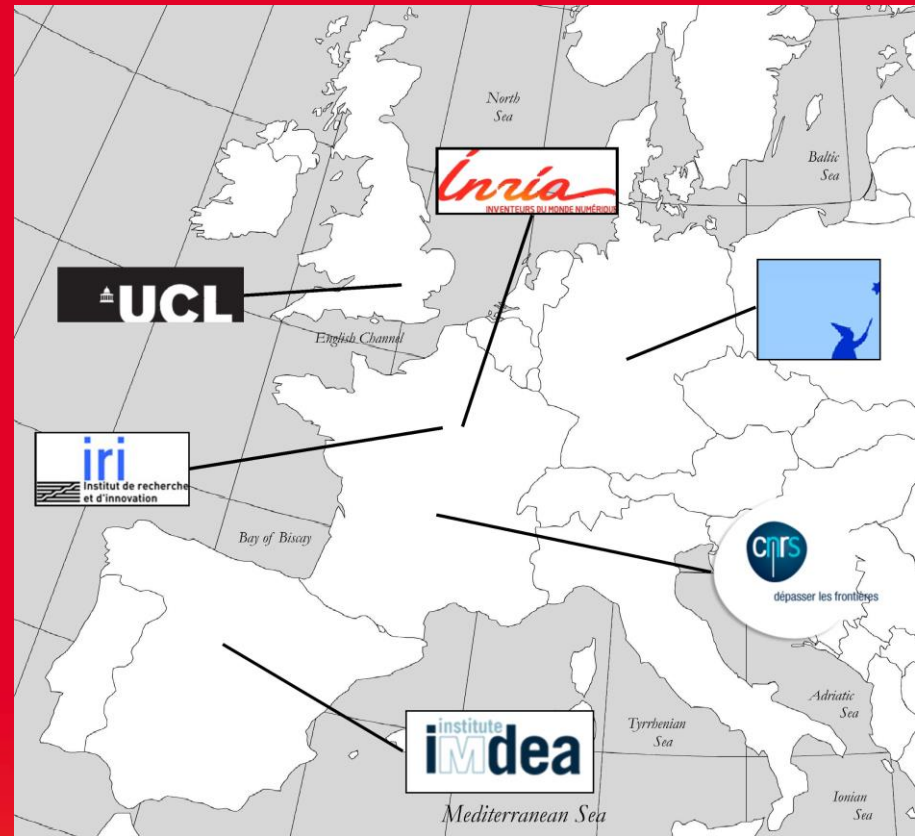 North
Sea
Baltic
Sea
Inria
INVENTEURS DU MONDE NUMÉRIQUE
UCL
English Channel
iri
Institut de recherche
et d'innovation
Bay of Biscay
cnrs
dépasser les frontières
Adriatic
Sea
institute
imdea
Tyrrhenian
Sea
Ionian
Sea
Mediterranean Sea